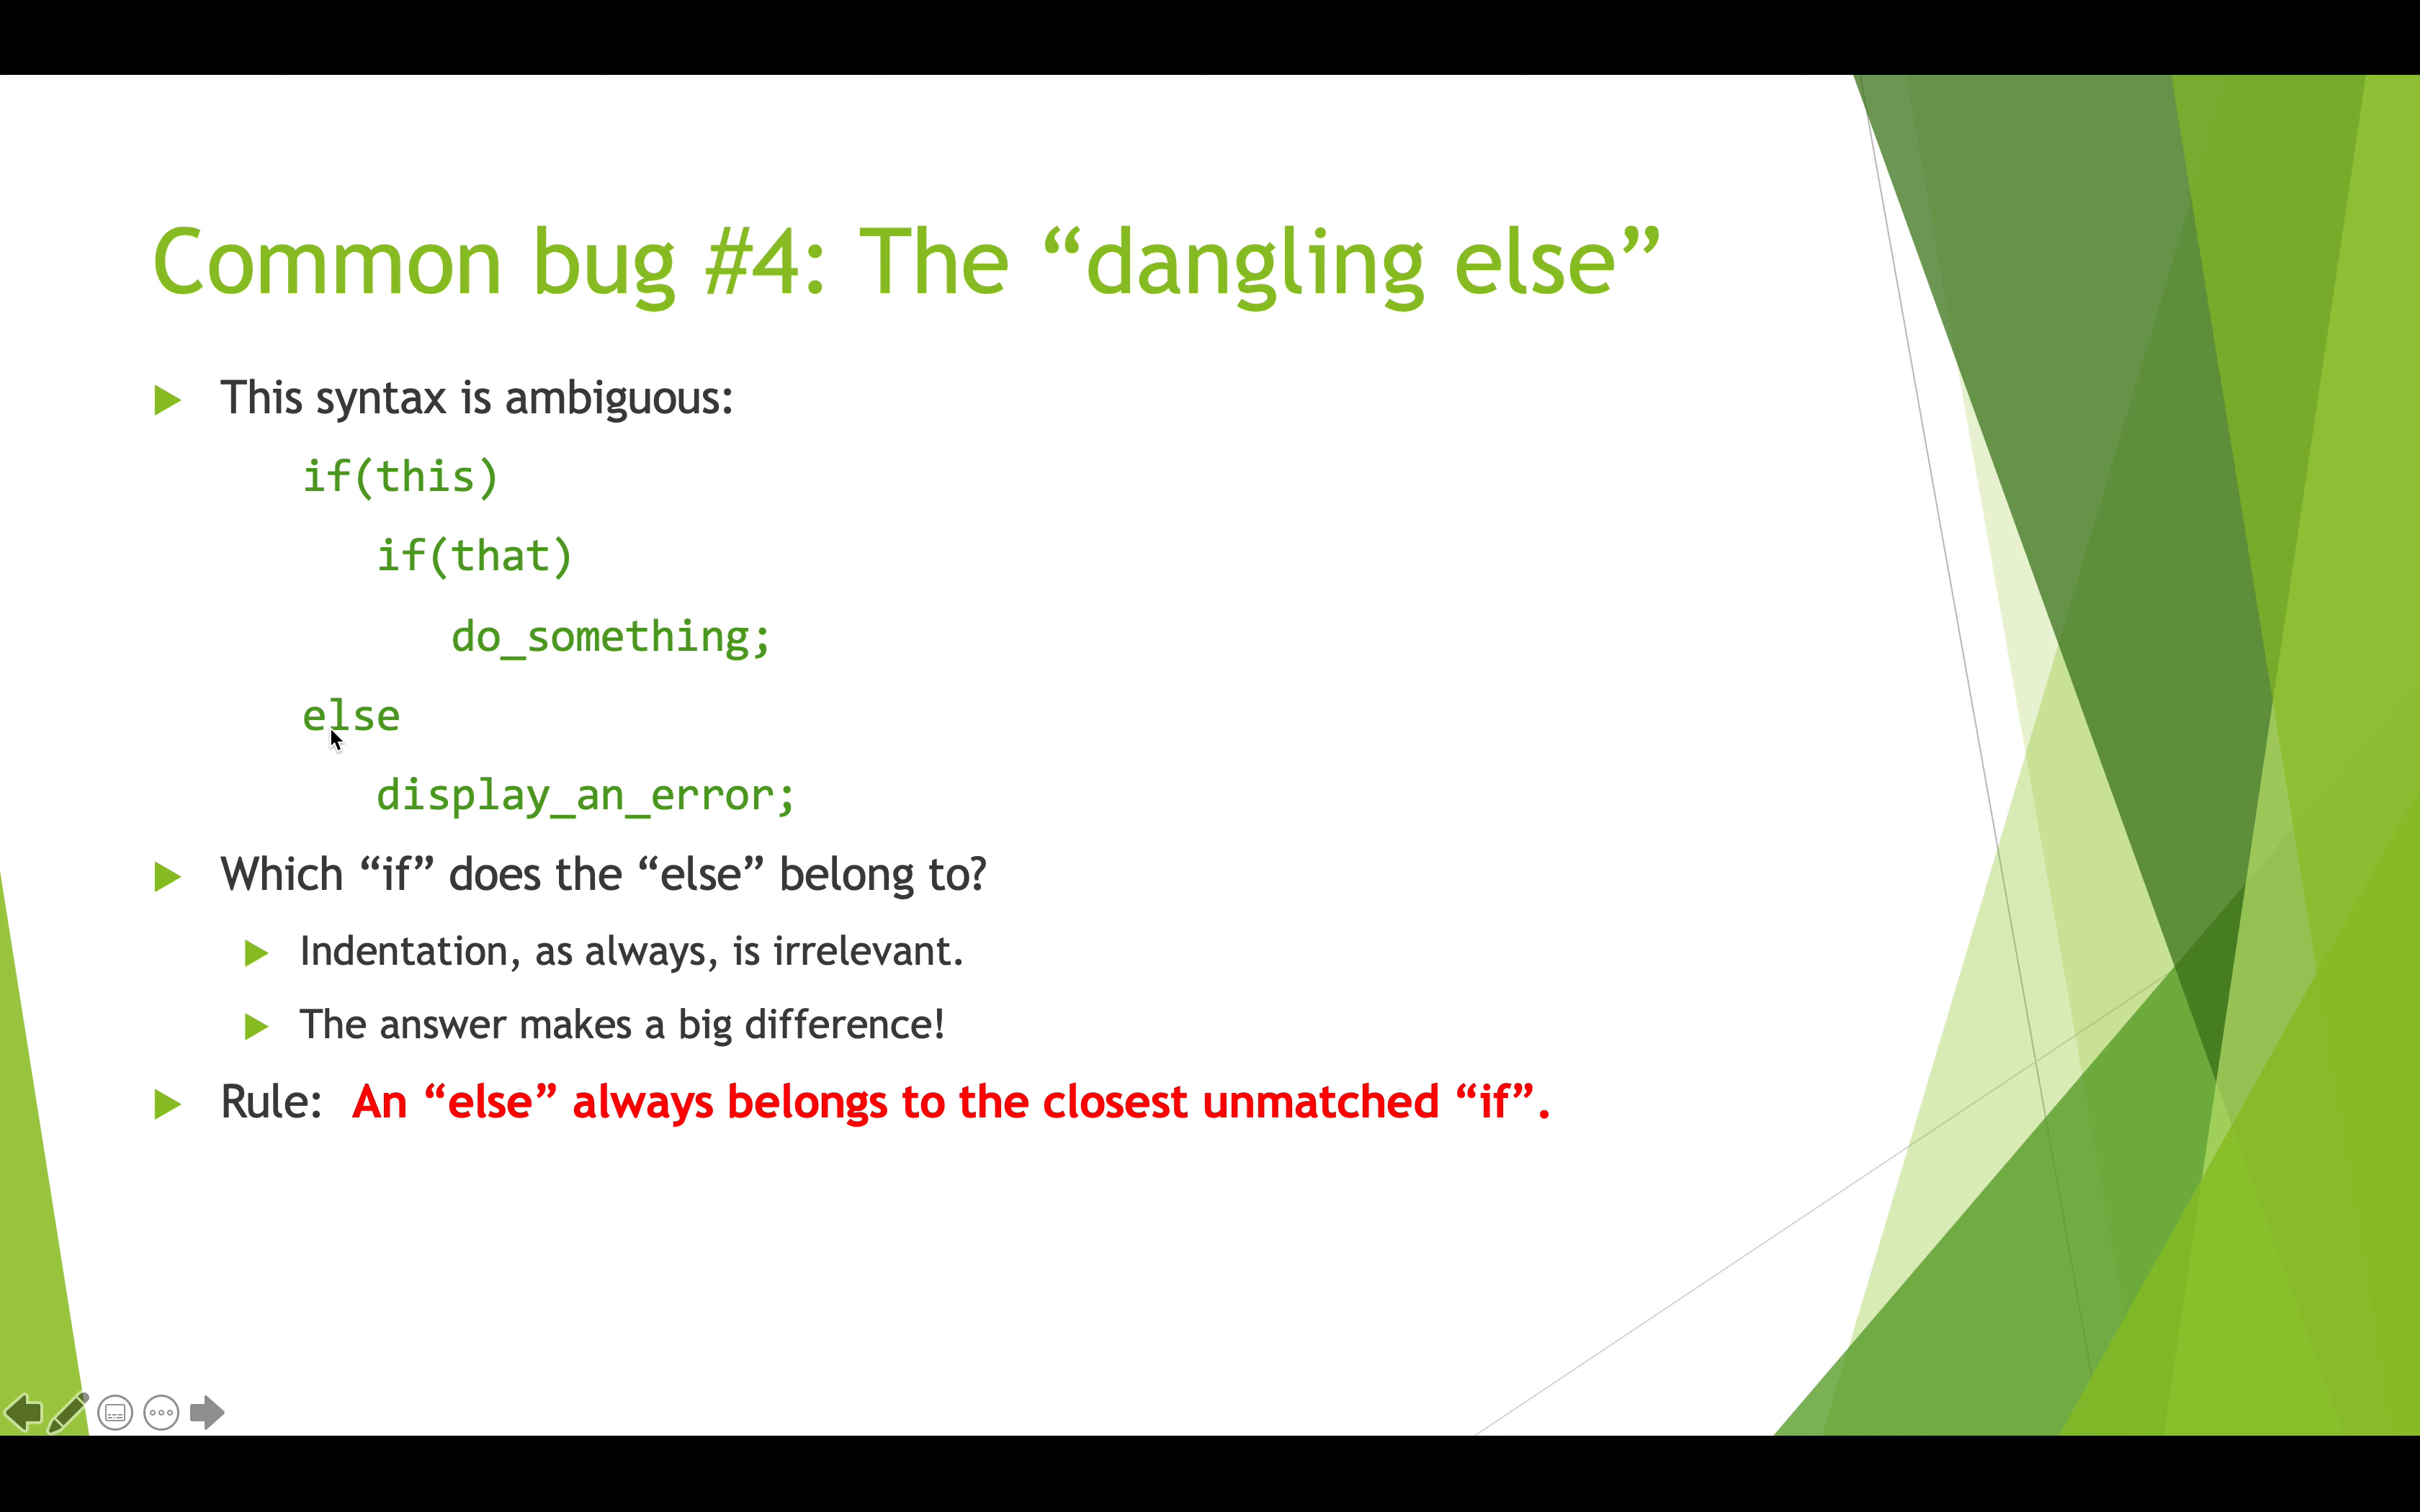 Common bug #4: The “dangling else”
This syntax is ambiguous:
if(this)
if(that)
do_something;
else
display_an_error;
Which “if” does the “else” belong to?
Indentation, as always, is irrelevant.
The answer makes a big difference!
Rule: An “else” always belongs to the closest unmatched “if”.